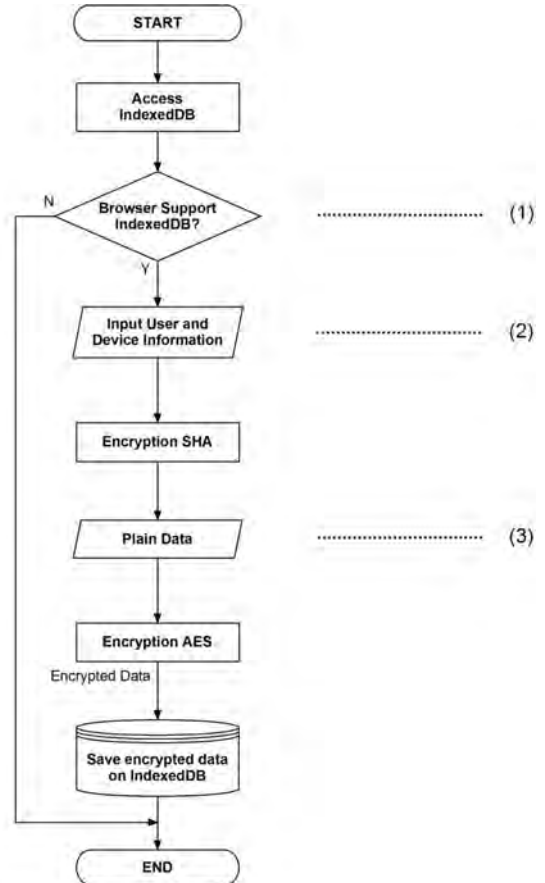 START
Access
IndexedDB
N
Browser Support
IndexedDB?
(1)
Y
Input User and
Device Information
(2)
Encryption SHA
Plain Data
(3)
Encryption AES
Encrypted Data
Save encrypted data
on IndexedDB
END